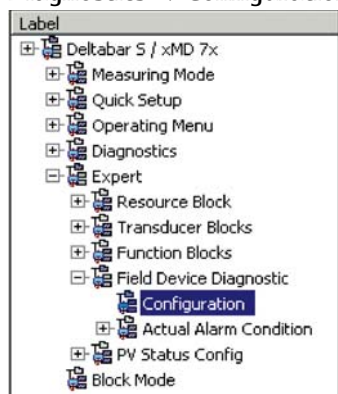 Label
Deltabar S / xMD 7x
Measuring Mode
Quick Setup
Operating Menu
Diagnostics
Expert
Resource Block
Transducer Blocks
Function Blocks
Field Device Diagnostic
Configuration
Actual Alarm Condition
PV Status Config
Block Mode